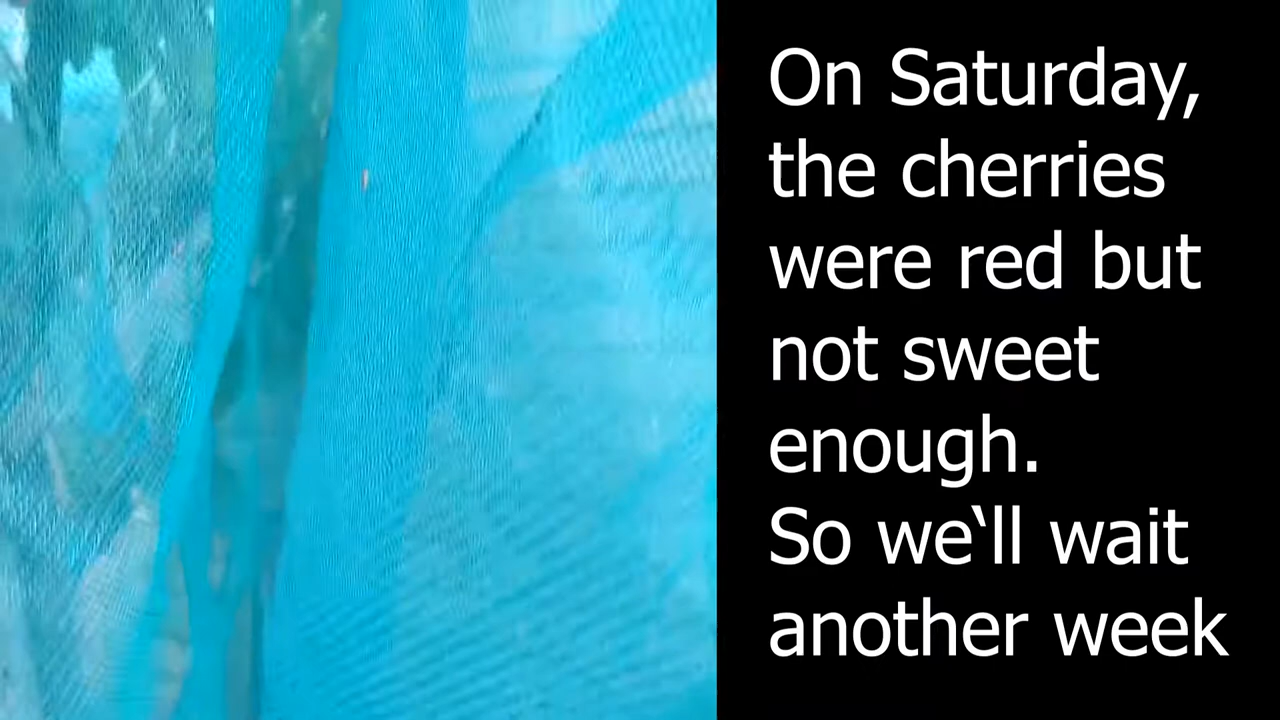 On Saturday,
the cherries
were red but
not sweet
enough.
So we‛ll wait
another week